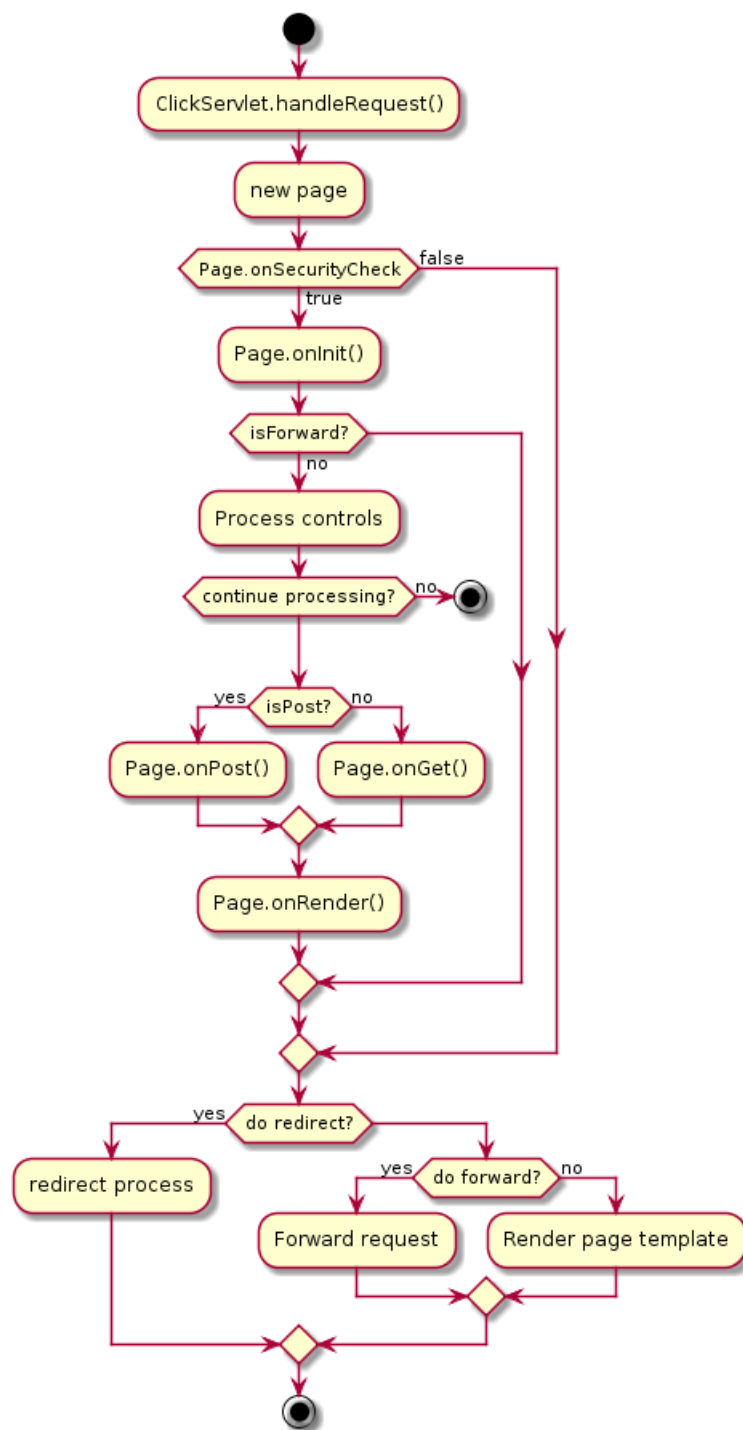 ClickServlet.handleRequest()
new page
Page.onSecurityCheck
false
true
Page.onInit()
isForward?
no
Process controls
continue processing?
no
yes
isPost?
no
Page.onPost()
Page.onGet()
Page.onRender()
yes
do redirect?
redirect process
yes
do forward?
no
Forward request
Render page template